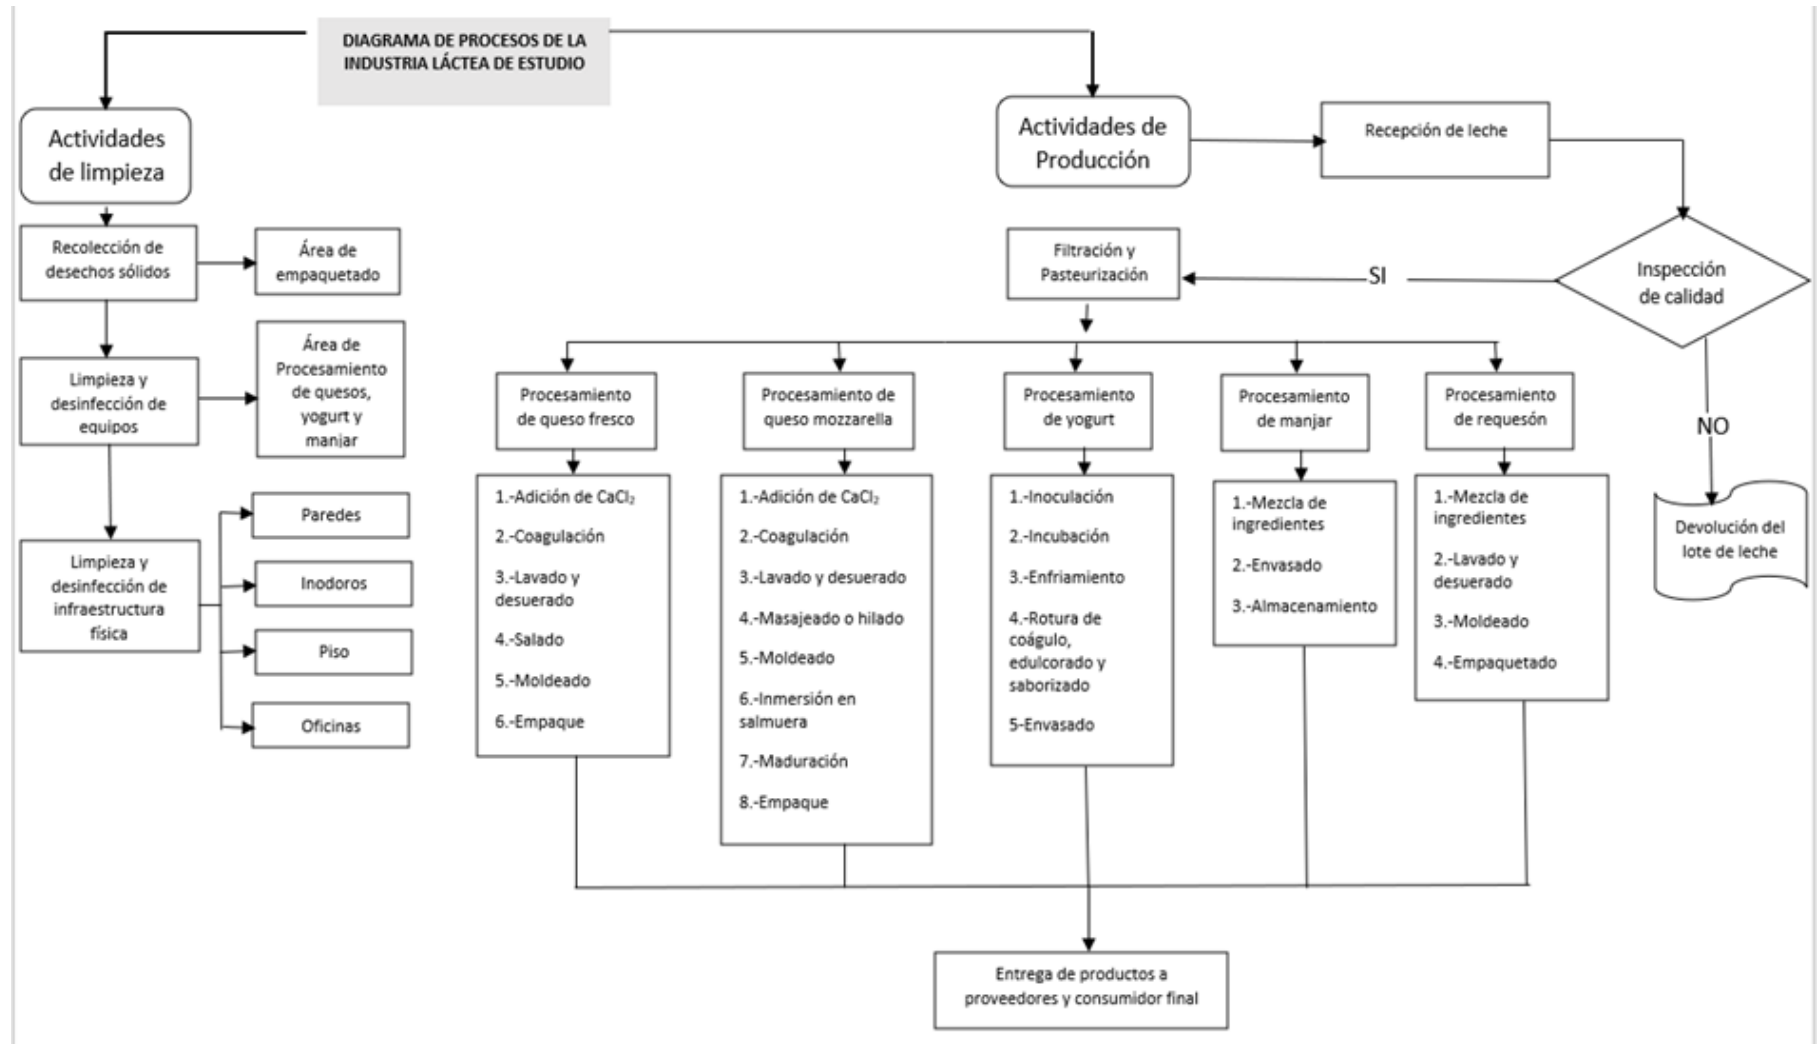 DIAGRAMA DE PROCESOS DE LA
INDUSTRIA LÁCTEA DE ESTUDIO
Actividades
de limpieza
Recolección de
desechos sólidos
Área de
empaquetado
Limpieza y
desinfección de
equipos
Área de
Procesamiento
de quesos,
yogurt y
manjar
Limpieza y
desinfección de
infraestructura
física
Paredes
Inodoros
Piso
Oficinas
Actividades de
Producción
Recepción de leche
Inspección
de calidad
SI
NO
Devolución del
lote de leche
Filtración y
Pasteurización
Procesamiento
de queso fresco
1.-Adición de CaCl₂
2.-Coagulación
3.-Lavado y
desuerado
4.-Salado
5.-Moldeado
6.-Empaque
Procesamiento de
queso mozzarella
1.-Adición de CaCl₂
2.-Coagulación
3.-Lavado y desuerado
4.-Masajeado o hilado
5.-Moldeado
6.-Inmersión en
salmuera
7.-Maduración
8.-Empaque
Procesamiento
de yogurt
1.-Inoculación
2.-Incubación
3.-Enfriamiento
4.-Rotura de
coágulo,
edulcorado y
saborizado
5-Envasado
Procesamiento
de manjar
1.-Mezcla de
ingredientes
2.-Envasado
3.-Almacenamiento
Procesamiento
de requesón
1.-Mezcla de
ingredientes
2.-Lavado y
desuerado
3.-Moldeado
4.-Empaquetado
Entrega de productos a
proveedores y consumidor final